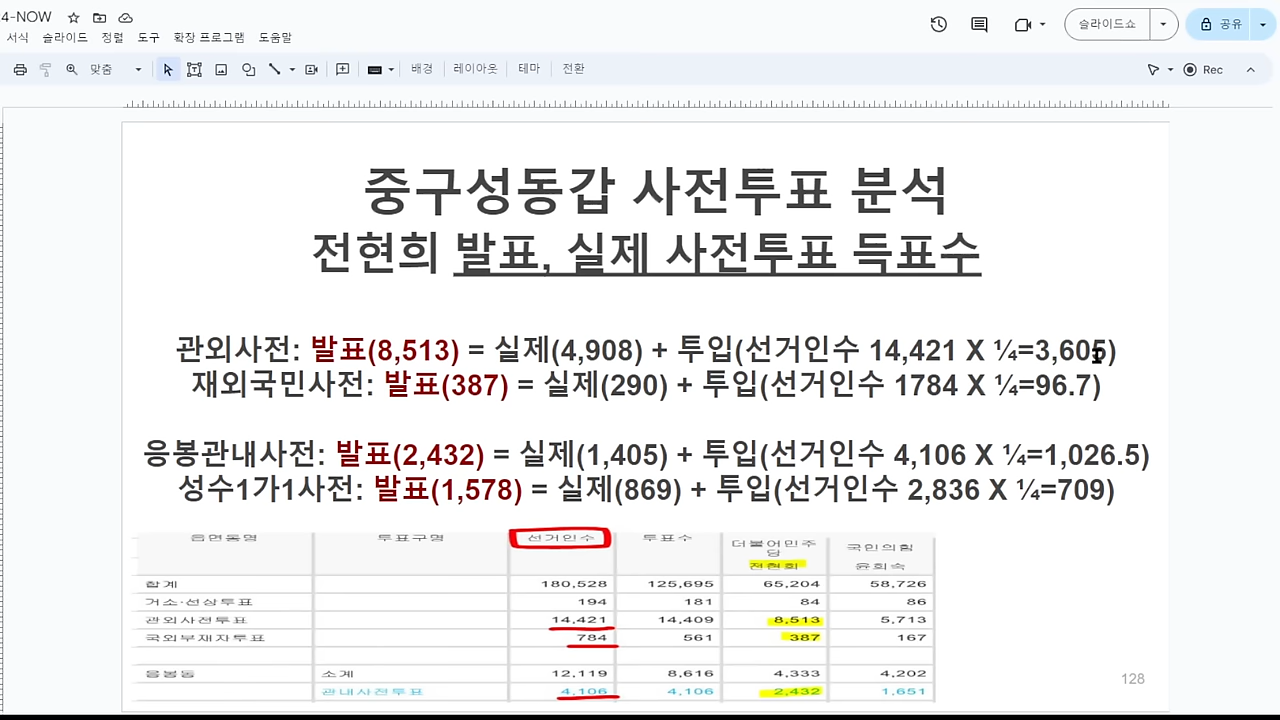 4-NOW
서식 슬라이드 정렬 도구 확장 프로그램 도움말
슬라이드쇼
공유
맞춤
배경 레이아웃 테마 전환
Rec
중구성동갑 사전투표 분석
전현희 발표, 실제 사전투표 득표수
관외사전: 발표(8,513) = 실제(4,908) + 투입(선거인수 14,421 X ¼=3,605)
재외국민사전: 발표(387) = 실제(290) + 투입(선거인수 1784 X ¼=96.7)
응봉관내사전: 발표(2,432) = 실제(1,405) + 투입(선거인수 4,106 X ¼=1,026.5)
성수1가1사전: 발표(1,578) = 실제(869) + 투입(선거인수 2,836 X ¼=709)
읍면동명 투표구명 선거인수 투표수 더불어민주당 전현희 국민의힘 윤희숙
합계 180,528 125,695 65,204 58,726
거소·선상투표 194 181 84 86
관외사전투표 14,421 14,409 8,513 5,713
국외부재자투표 784 561 387 167
응봉동 소계 12,119 8,616 4,333 4,202
관내사전투표 4,106 4,106 2,432 1,651
128